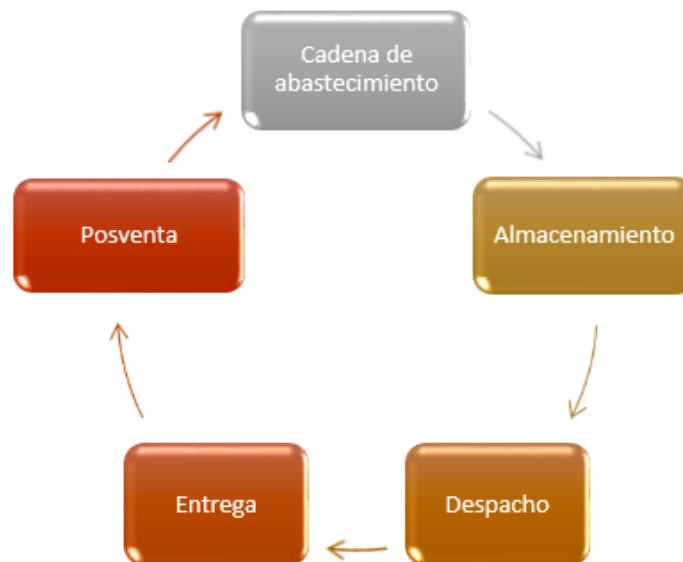 Cadena de
abastecimiento
Posventa
Almacenamiento
Entrega
Despacho